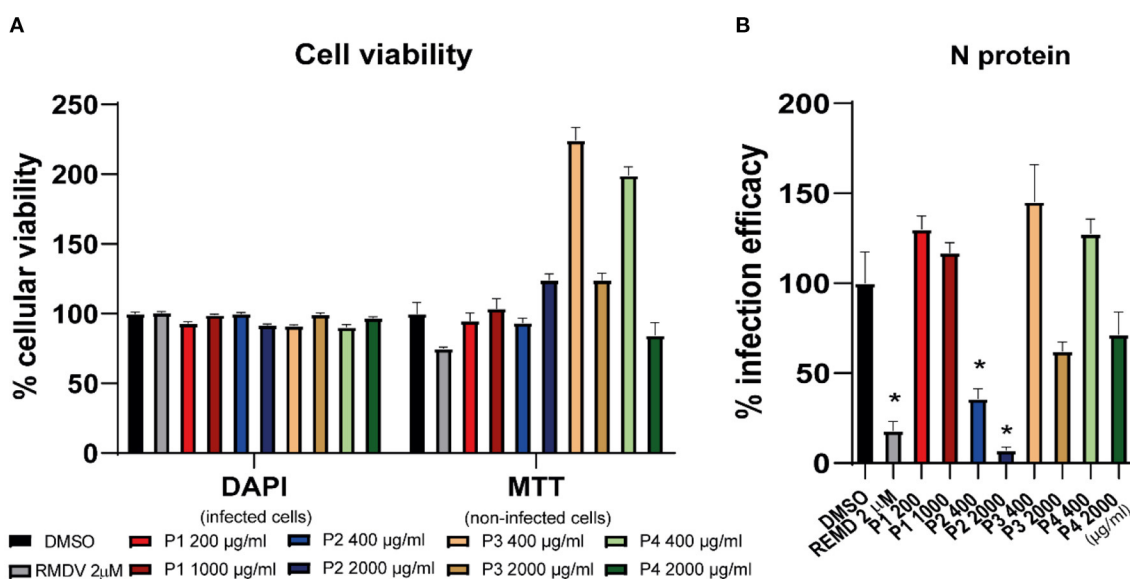 A
Cell viability
% cellular viability
250
200
150
100
50
0
DAPI
(infected cells)
MTT
(non-infected cells)
DMSO
P1 200 µg/ml
P2 400 µg/ml
P3 400 µg/ml
P4 400 µg/ml
RMDV 2µM
P1 1000 µg/ml
P2 2000 µg/ml
P3 2000 µg/ml
P4 2000 µg/ml
B
N protein
% infection efficacy
200
150
100
50
0
*
*
*
DMSO
REMD 2 µM
P1 200
P1 1000
P2 400
P2 2000
P3 400
P3 2000
P4 400
P4 2000
(µg/ml)